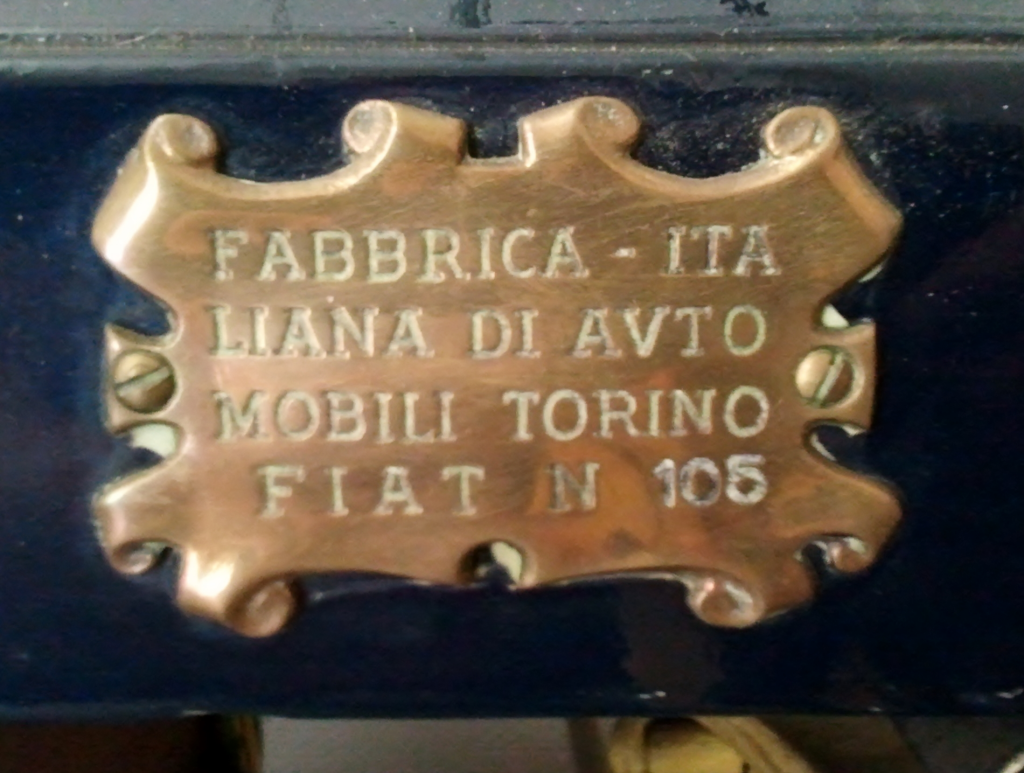 FABBRICA - ITA
LIANA DI AVTO
MOBILI TORINO
FIAT N 105